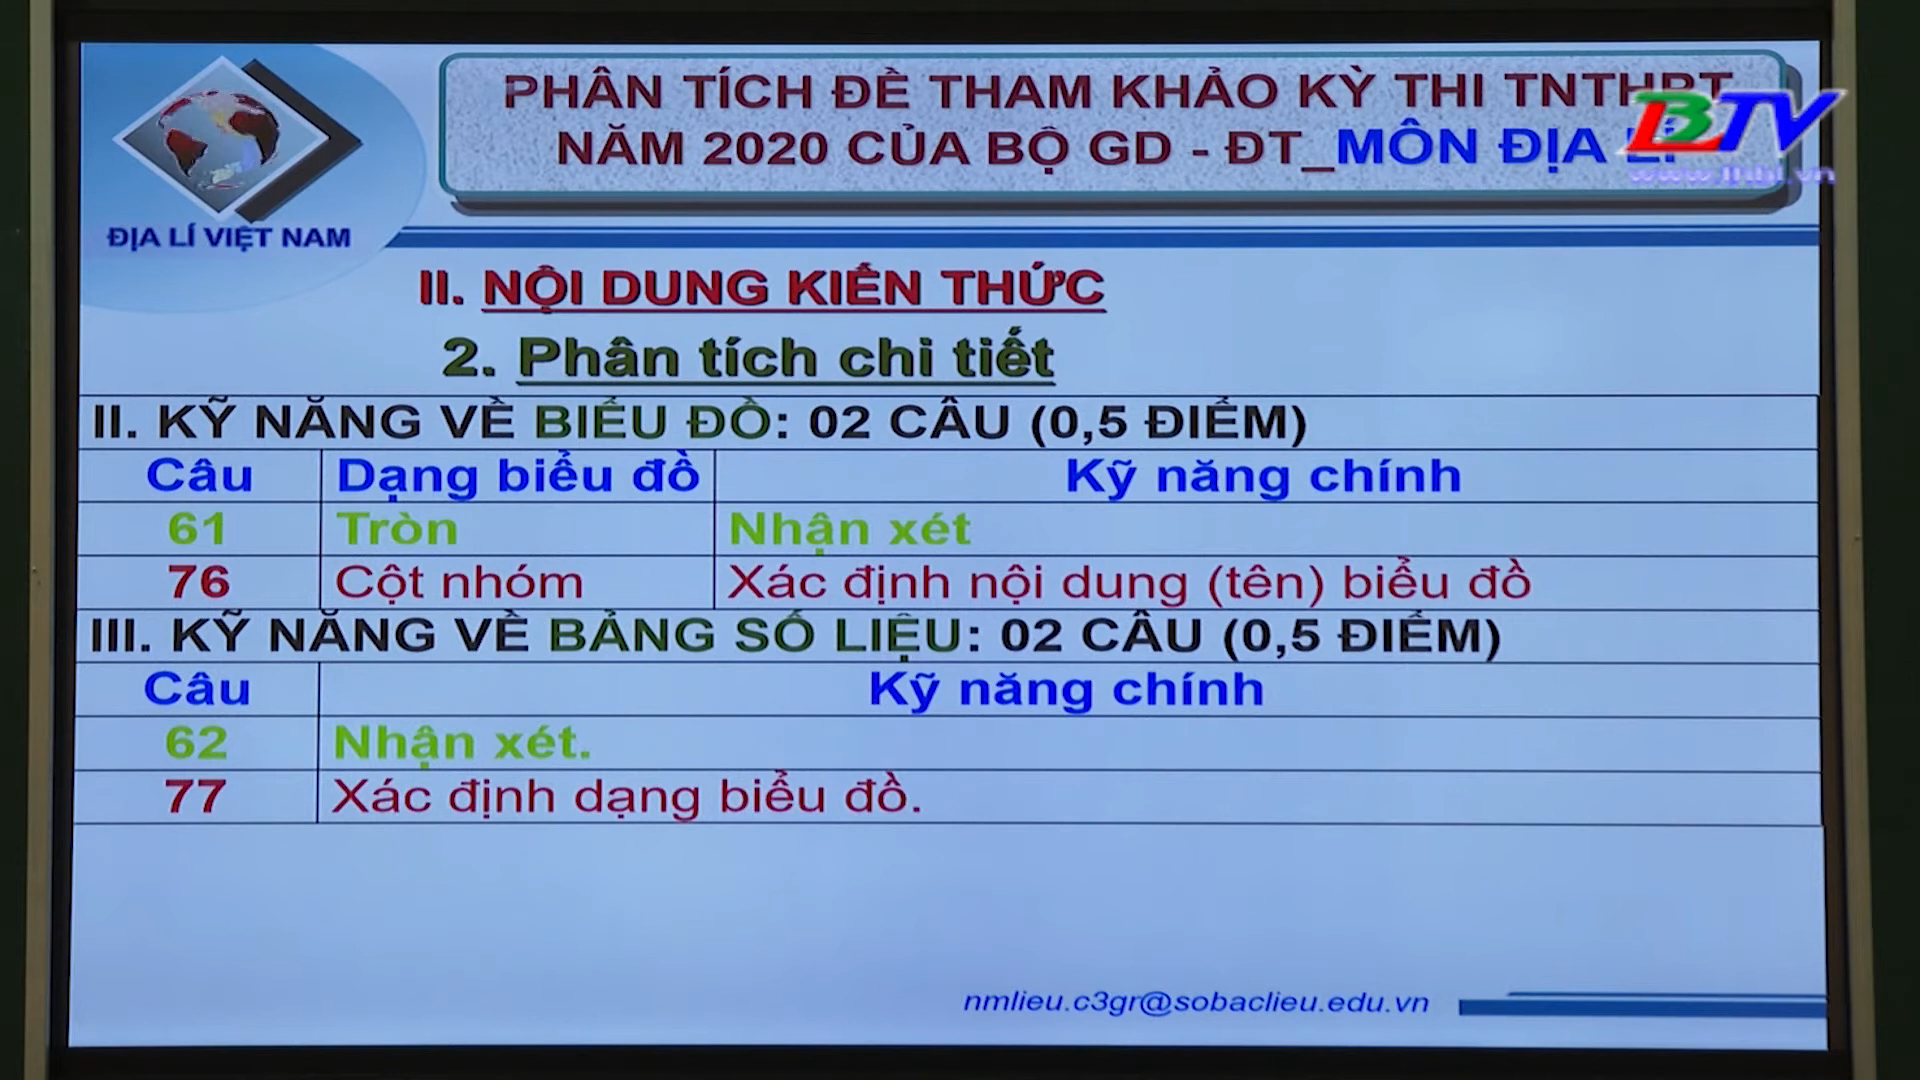 PHÂN TÍCH ĐỀ THAM KHẢO KỲ THI TNTHPT
NĂM 2020 CỦA BỘ GD - ĐT_MÔN ĐỊA LÍ
BTV
ĐỊA LÍ VIỆT NAM
II. NỘI DUNG KIẾN THỨC
2. Phân tích chi tiết
II. KỸ NĂNG VỀ BIỂU ĐỒ: 02 CÂU (0,5 ĐIỂM)
Câu Dạng biểu đồ Kỹ năng chính
61 Tròn Nhận xét
76 Cột nhóm Xác định nội dung (tên) biểu đồ
III. KỸ NĂNG VỀ BẢNG SỐ LIỆU: 02 CÂU (0,5 ĐIỂM)
Câu Kỹ năng chính
62 Nhận xét.
77 Xác định dạng biểu đồ.
nmlieu.c3gr@sobaclieu.edu.vn